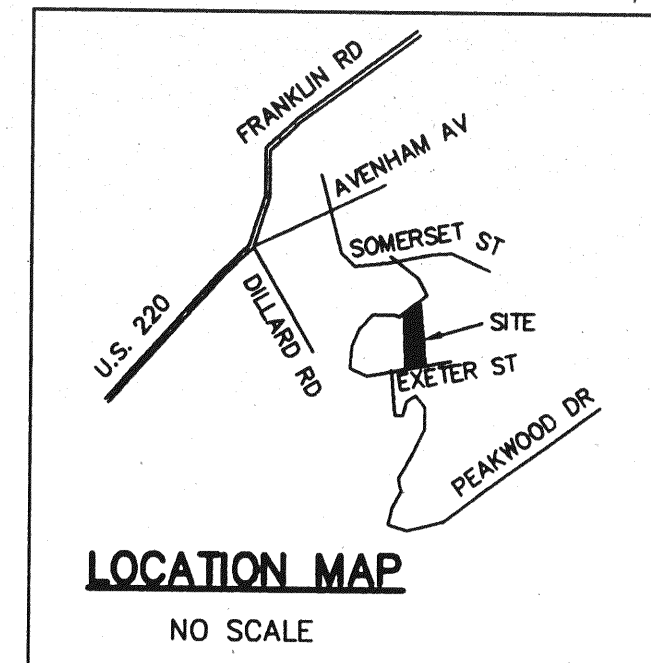 FRANKLIN RD
AVENHAM AV
SOMERSET ST
U.S. 220
DILLARD RD
SITE
EXETER ST
PEAKWOOD DR
LOCATION MAP
NO SCALE